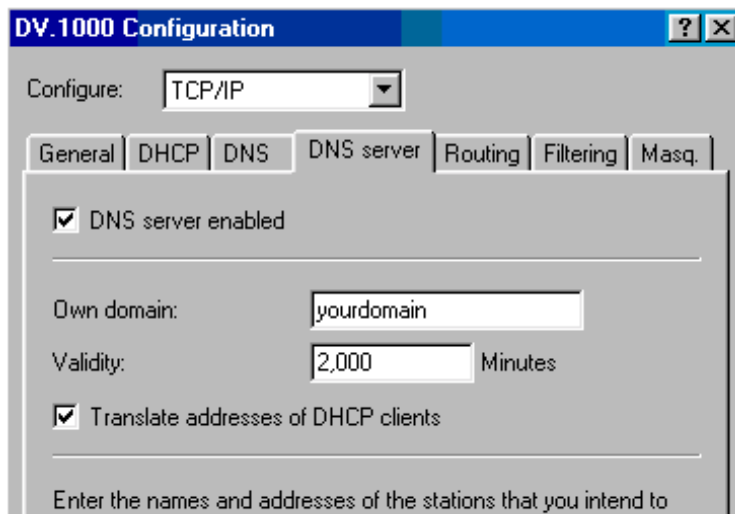 DV.1000 Configuration
Configure: TCP/IP
General DHCP DNS DNS server Routing Filtering Masq.
DNS server enabled
Own domain: yourdomain
Validity: 2,000 Minutes
Translate addresses of DHCP clients
Enter the names and addresses of the stations that you intend to